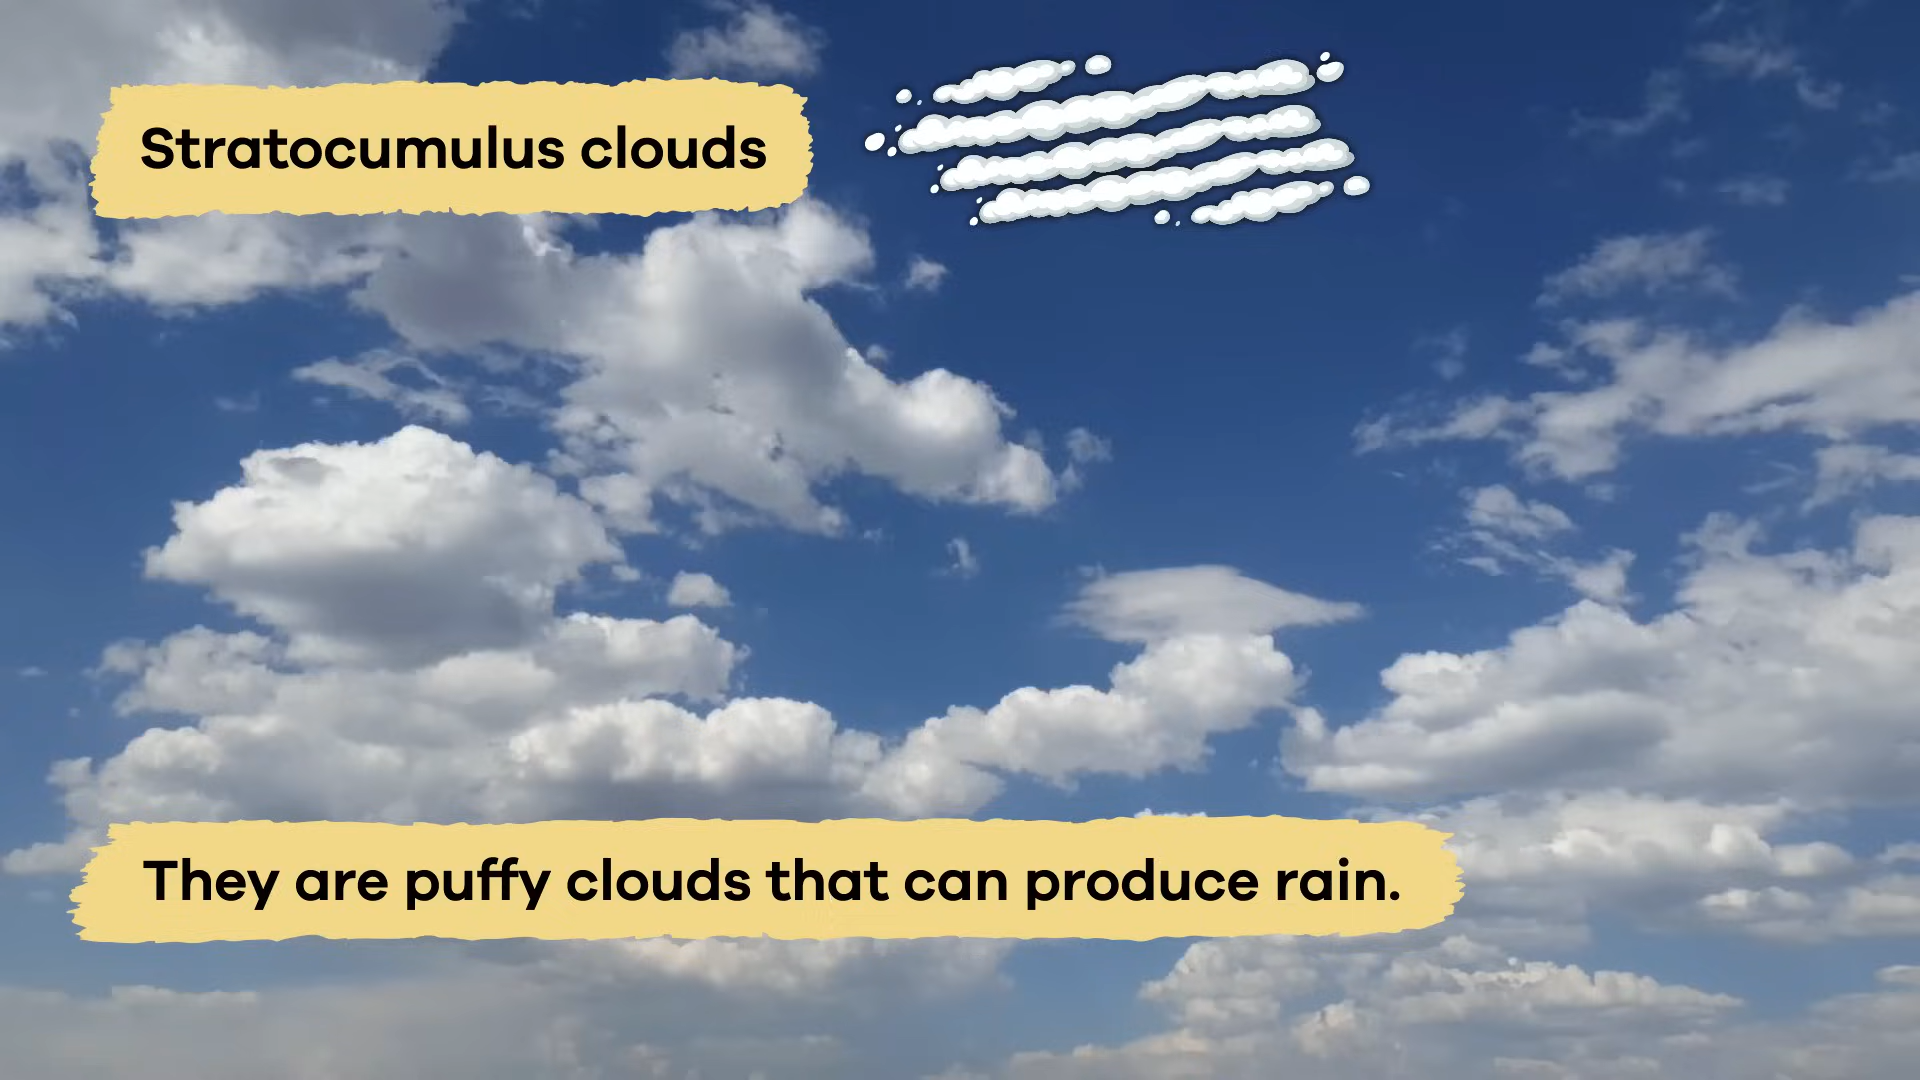 Stratocumulus clouds
They are puffy clouds that can produce rain.